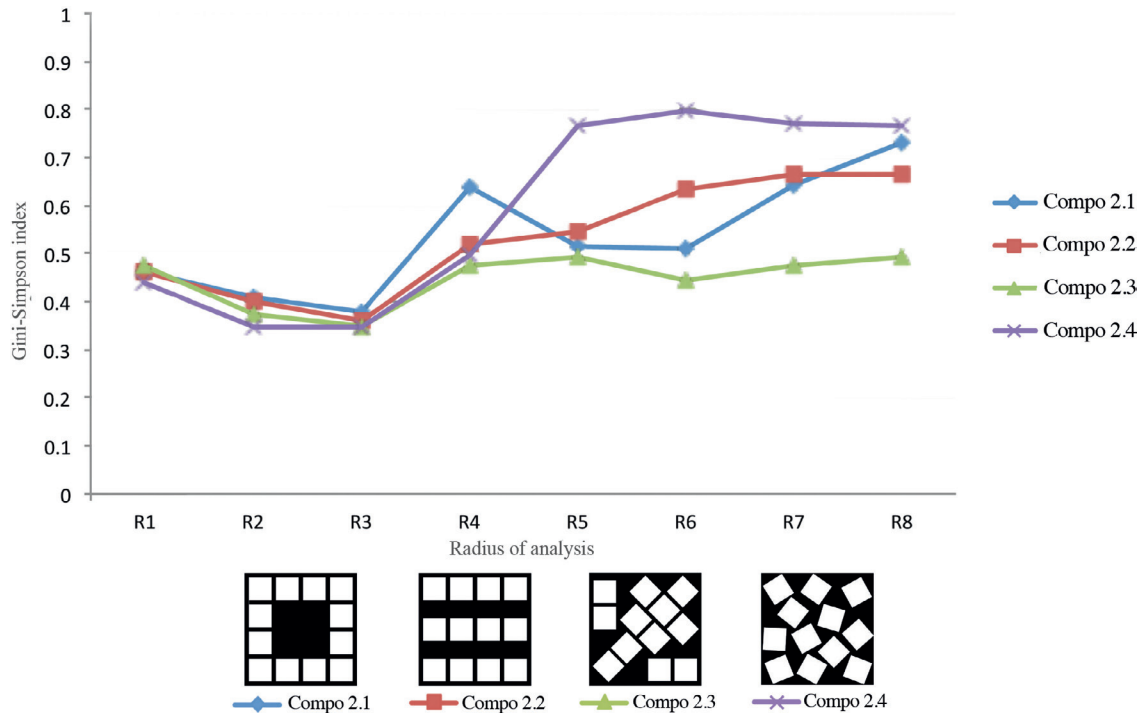 1
0.9
0.8
0.7
0.6
0.5
0.4
0.3
0.2
0.1
0
Gini-Simpson index
R1 R2 R3 R4 R5 R6 R7 R8
Radius of analysis
Compo 2.1
Compo 2.2
Compo 2.3
Compo 2.4
Compo 2.1 Compo 2.2 Compo 2.3 Compo 2.4